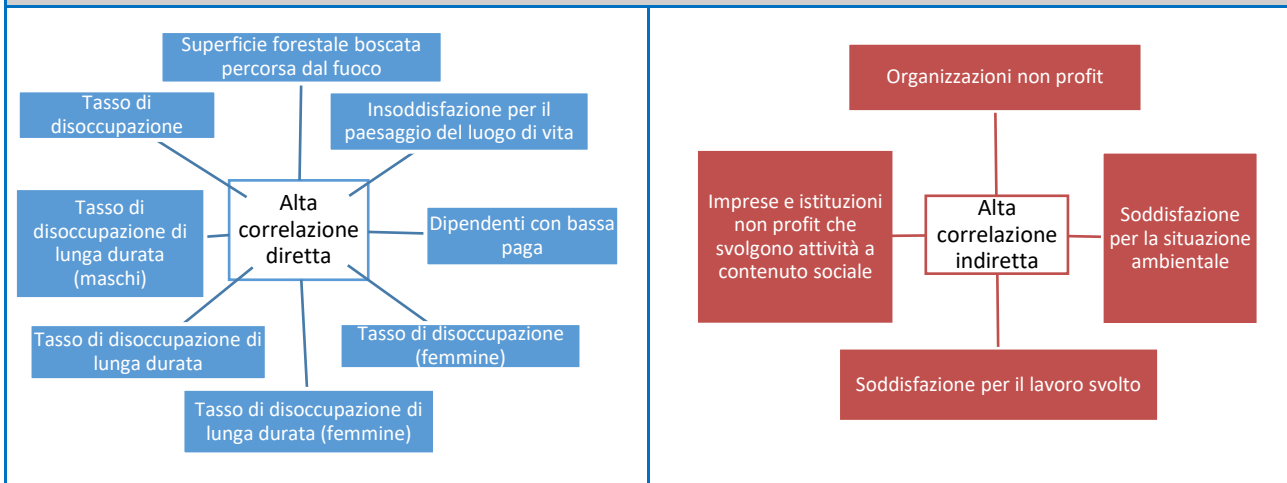 Superficie forestale boscata
percorsa dal fuoco
Tasso di
disoccupazione
Insoddisfazione per il
paesaggio del luogo di vita
Tasso di
disoccupazione di
lunga durata
(maschi)
Alta
correlazione
diretta
Dipendenti con bassa
paga
Tasso di disoccupazione di
lunga durata
Tasso di disoccupazione
(femmine)
Tasso di disoccupazione di
lunga durata (femmine)
Organizzazioni non profit
Imprese e istituzioni
non profit che
svolgono attività a
contenuto sociale
Alta
correlazione
indiretta
Soddisfazione
per la situazione
ambientale
Soddisfazione per il lavoro svolto